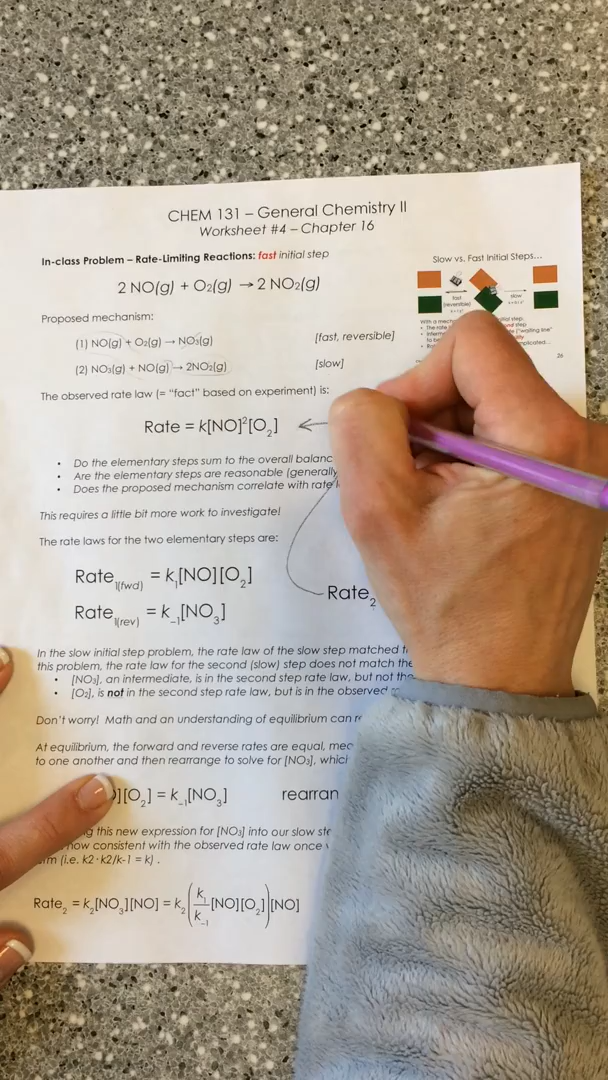 CHEM 131 – General Chemistry II
Worksheet #4 – Chapter 16
In-class Problem – Rate-Limiting Reactions: fast initial step
Slow vs. Fast Initial Steps…
2 NO(g) + O₂(g) → 2 NO₂(g)
fast
(reversible)
slow
Proposed mechanism:
(1) NO(g) + O₂(g) → NO₃(g) [fast, reversible]
(2) NO₃(g) + NO(g) → 2NO₂(g) [slow]
26
The observed rate law (= "fact" based on experiment) is:
Rate = k[NO]²[O₂]
• Do the elementary steps sum to the overall
• Are the elementary steps are reasonable (generally
• Does the proposed mechanism correlate with rate
This requires a little bit more work to investigate!
The rate laws for the two elementary steps are:
Rate₁(fwd) = k₁[NO][O₂]
Rate₂
Rate₁(rev) = k₋₁[NO₃]
In the slow initial step problem, the rate law of the slow step matched
this problem, the rate law for the second (slow) step does not match the
• [NO₃], an intermediate, is in the second step rate law, but not
• [O₂], is not in the second step rate law, but is in the observed
Don't worry! Math and an understanding of equilibrium can
At equilibrium, the forward and reverse rates are equal,
to one another and then rearrange to solve for [NO₃],
][O₂] = k₋₁[NO₃]
this new expression for [NO₃] into our slow
now consistent with the observed rate law once
(i.e. k2·k2/k-1 = k) .
Rate₂ = k₂[NO₃][NO] = k₂(k₁/k₋₁[NO][O₂])[NO]